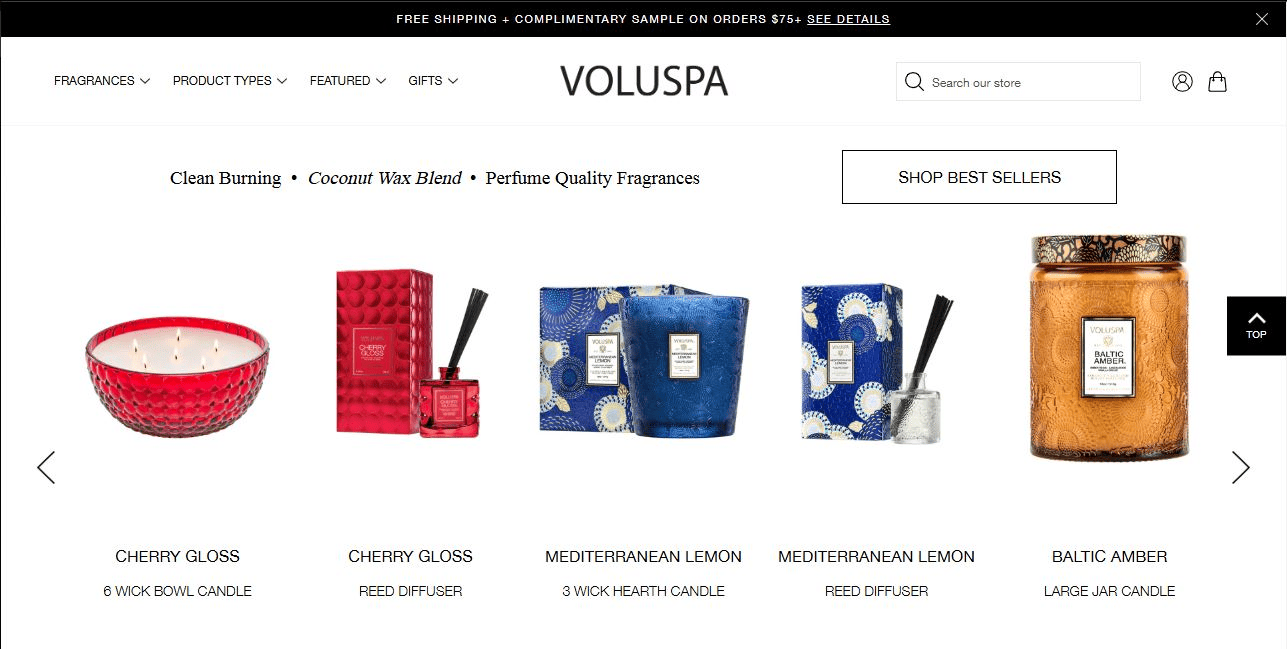 FREE SHIPPING + COMPLIMENTARY SAMPLE ON ORDERS $75+ SEE DETAILS
FRAGRANCES PRODUCT TYPES FEATURED GIFTS VOLUSPA Search our store
Clean Burning • Coconut Wax Blend • Perfume Quality Fragrances SHOP BEST SELLERS
CHERRY GLOSS
VOLUSPA
CHERRY GLOSS
MEDITERRANEAN LEMON
VOLUSPA
MEDITERRANEAN LEMON
VOLUSPA
BALTIC AMBER.
TOP
CHERRY GLOSS CHERRY GLOSS MEDITERRANEAN LEMON MEDITERRANEAN LEMON BALTIC AMBER
6 WICK BOWL CANDLE REED DIFFUSER 3 WICK HEARTH CANDLE REED DIFFUSER LARGE JAR CANDLE